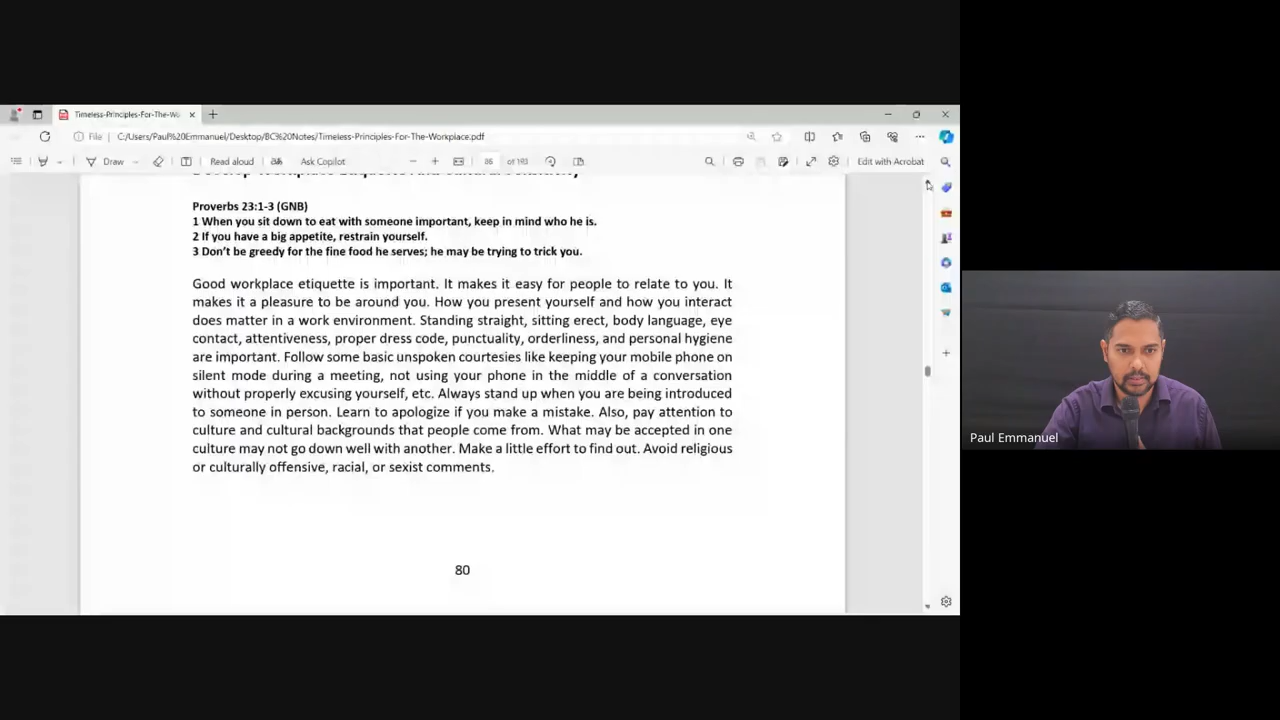 Timeless-Principles-For-The-Wo
File
C:/Users/Paul%20Emmanuel/Desktop/BC%20Notes/Timeless-Principles-For-The-Workplace.pdf
Draw
Read aloud
Ask Copilot
86 of 193
Edit with Acrobat
Develop Workplace Etiquette And Cultural Sensitivity
Proverbs 23:1-3 (GNB)
1 When you sit down to eat with someone important, keep in mind who he is.
2 If you have a big appetite, restrain yourself.
3 Don't be greedy for the fine food he serves; he may be trying to trick you.
Good workplace etiquette is important. It makes it easy for people to relate to you. It
makes it a pleasure to be around you. How you present yourself and how you interact
does matter in a work environment. Standing straight, sitting erect, body language, eye
contact, attentiveness, proper dress code, punctuality, orderliness, and personal hygiene
are important. Follow some basic unspoken courtesies like keeping your mobile phone on
silent mode during a meeting, not using your phone in the middle of a conversation
without properly excusing yourself, etc. Always stand up when you are being introduced
to someone in person. Learn to apologize if you make a mistake. Also, pay attention to
culture and cultural backgrounds that people come from. What may be accepted in one
culture may not go down well with another. Make a little effort to find out. Avoid religious
or culturally offensive, racial, or sexist comments.
80
Paul Emmanuel